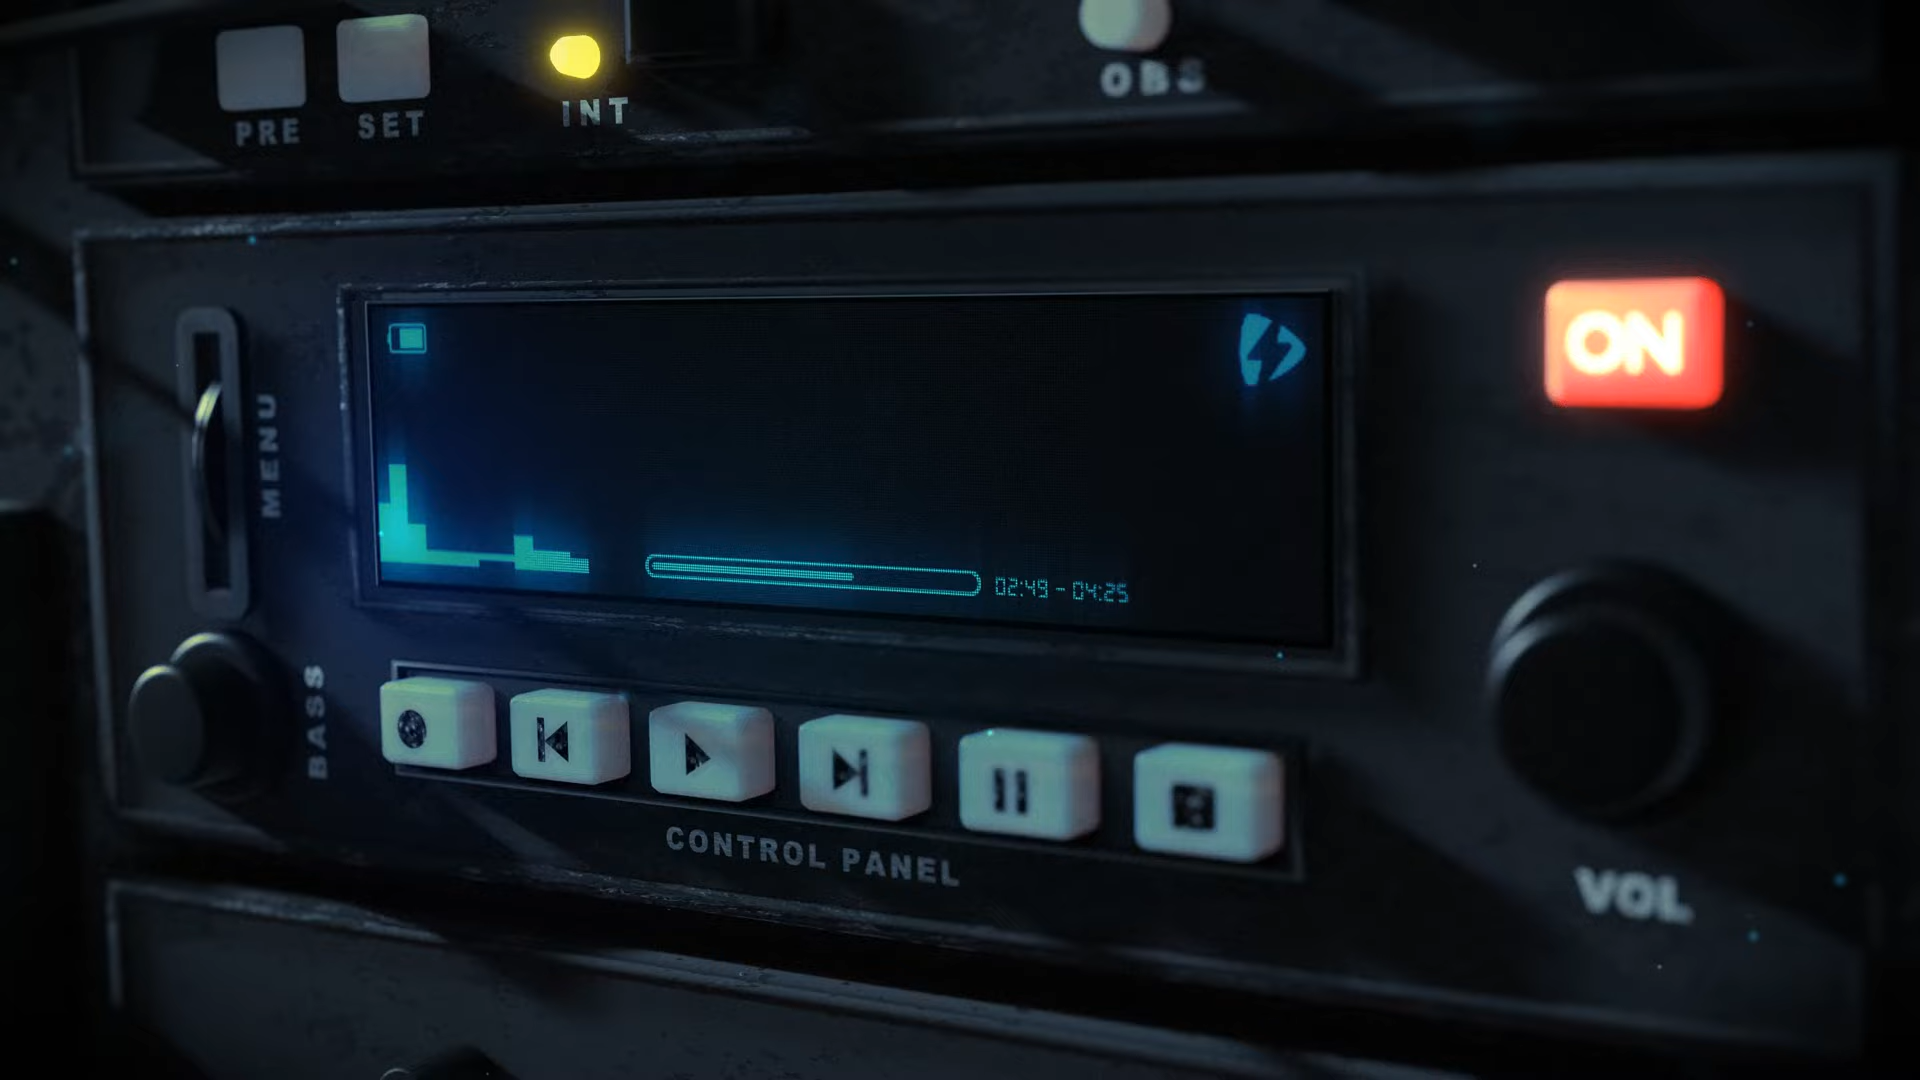 PRE
SET
INT
OBS
ON
MENU
02:49 - 04:25
BASS
CONTROL PANEL
VOL